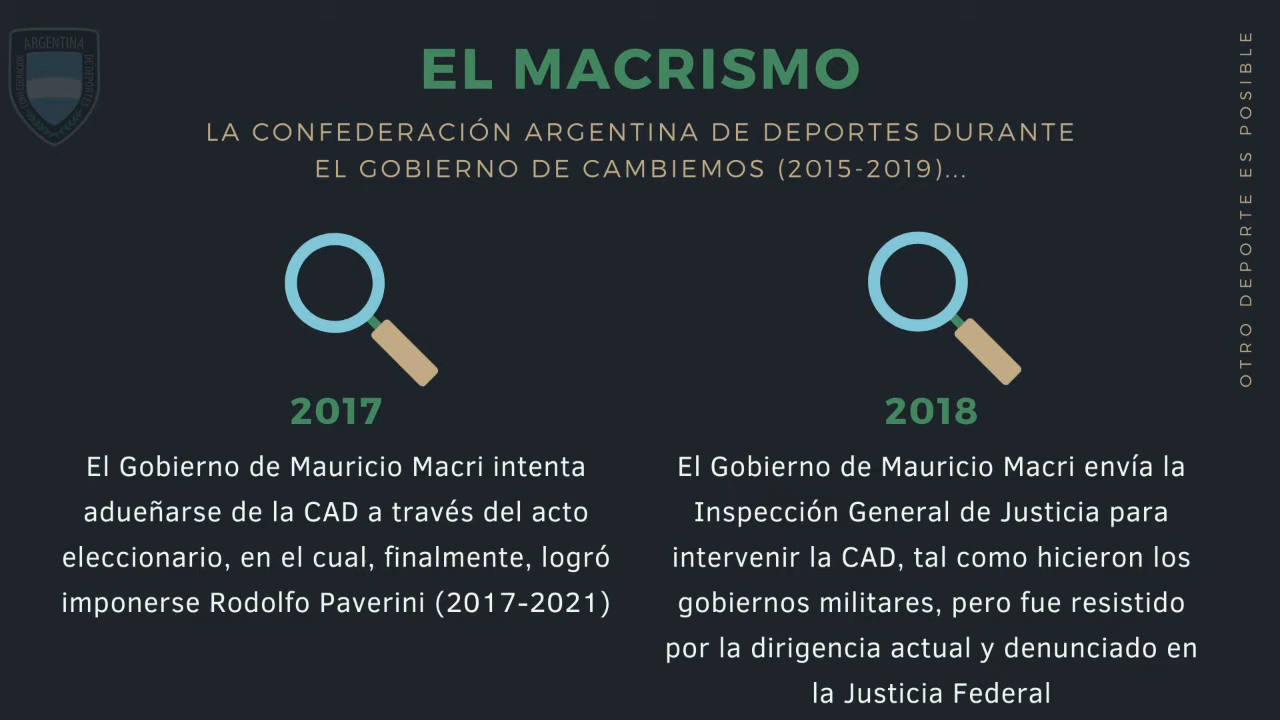 ARGENTINA
CONFEDERACIÓN
DE DEPORTES
EL MACRISMO
LA CONFEDERACIÓN ARGENTINA DE DEPORTES DURANTE
EL GOBIERNO DE CAMBIEMOS (2015-2019)...
OTRO DEPORTE ES POSIBLE
2017
El Gobierno de Mauricio Macri intenta
adueñarse de la CAD a través del acto
eleccionario, en el cual, finalmente, logró
imponerse Rodolfo Paverini (2017-2021)
2018
El Gobierno de Mauricio Macri envía la
Inspección General de Justicia para
intervenir la CAD, tal como hicieron los
gobiernos militares, pero fue resistido
por la dirigencia actual y denunciado en
la Justicia Federal